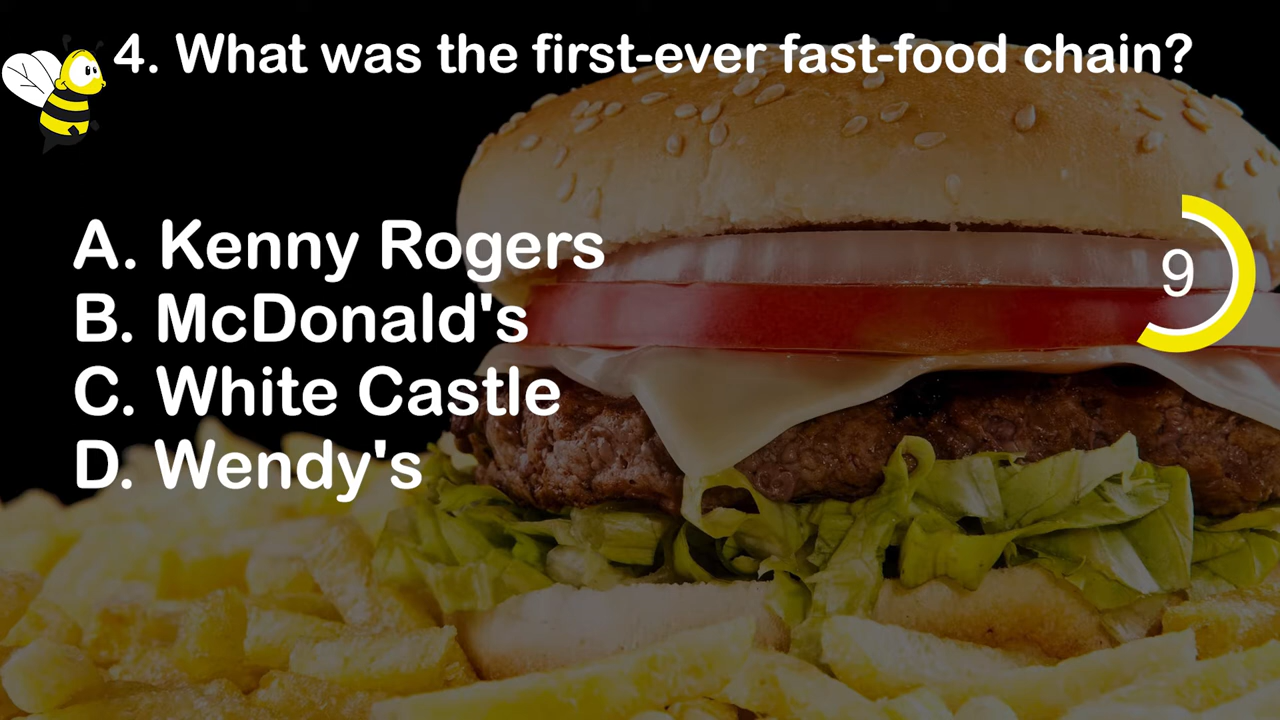 4. What was the first-ever fast-food chain?
A. Kenny Rogers
9
B. McDonald's
C. White Castle
D. Wendy's